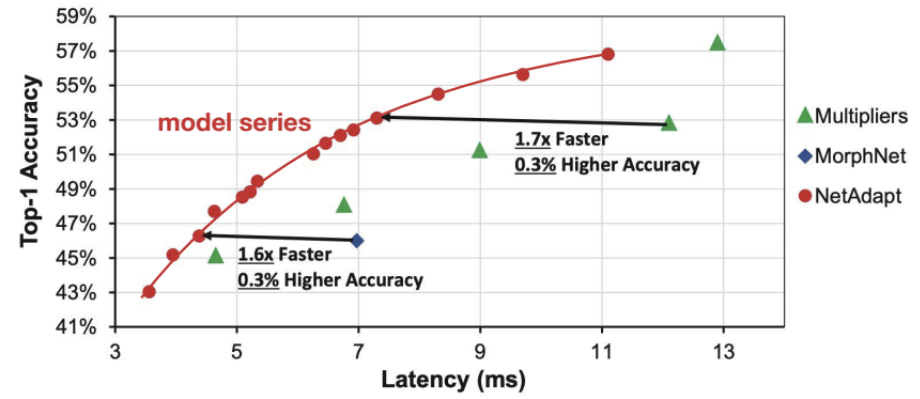 59%
57%
55%
53%
51%
49%
47%
45%
43%
41%
Top-1 Accuracy
model series
1.7x Faster
0.3% Higher Accuracy
1.6x Faster
0.3% Higher Accuracy
Multipliers
MorphNet
NetAdapt
3 5 7 9 11 13
Latency (ms)